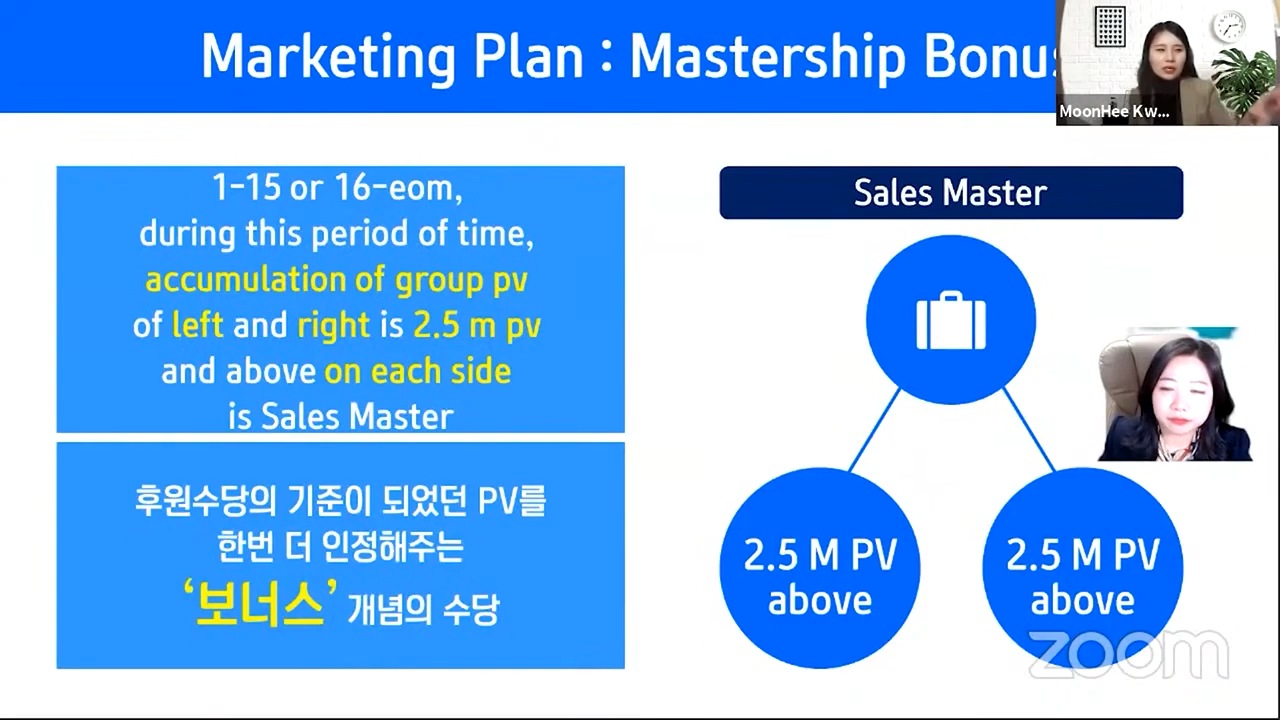 Marketing Plan : Mastership Bonus
MoonHee Kw...
1-15 or 16-eom,
during this period of time,
accumulation of group pv
of left and right is 2.5 m pv
and above on each side
is Sales Master
후원수당의 기준이 되었던 PV를
한번 더 인정해주는
‘보너스’ 개념의 수당
Sales Master
2.5 M PV
above
2.5 M PV
above
zoom